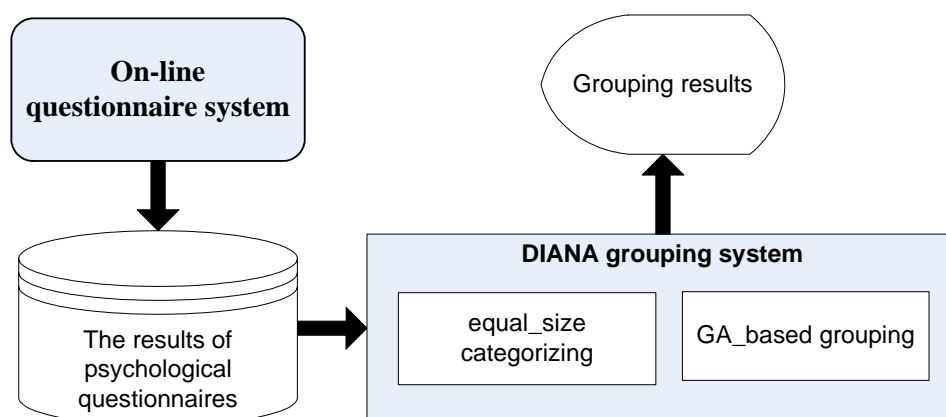 On-line
questionnaire system
Grouping results
The results of
psychological
questionnaires
DIANA grouping system
equal_size
categorizing
GA_based grouping